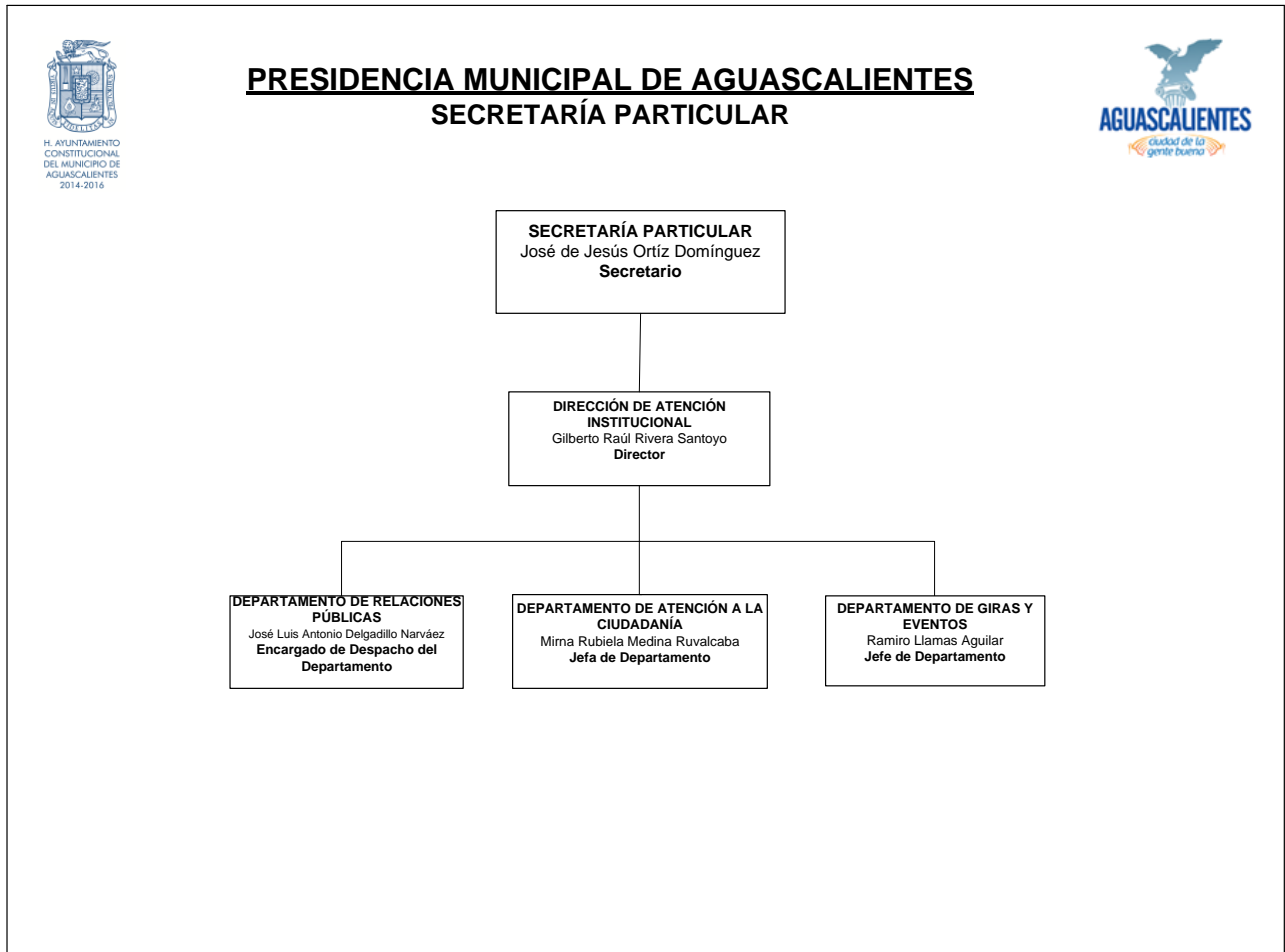 PRESIDENCIA MUNICIPAL DE AGUASCALIENTES
SECRETARÍA PARTICULAR
H. AYUNTAMIENTO
CONSTITUCIONAL
DEL MUNICIPIO DE
AGUASCALIENTES
2014-2016
AGUASCALIENTES
ciudad de la
gente buena
SECRETARÍA PARTICULAR
José de Jesús Ortíz Domínguez
Secretario
DIRECCIÓN DE ATENCIÓN
INSTITUCIONAL
Gilberto Raúl Rivera Santoyo
Director
DEPARTAMENTO DE RELACIONES
PÚBLICAS
José Luis Antonio Delgadillo Narváez
Encargado de Despacho del
Departamento
DEPARTAMENTO DE ATENCIÓN A LA
CIUDADANÍA
Mirna Rubiela Medina Ruvalcaba
Jefa de Departamento
DEPARTAMENTO DE GIRAS Y
EVENTOS
Ramiro Llamas Aguilar
Jefe de Departamento